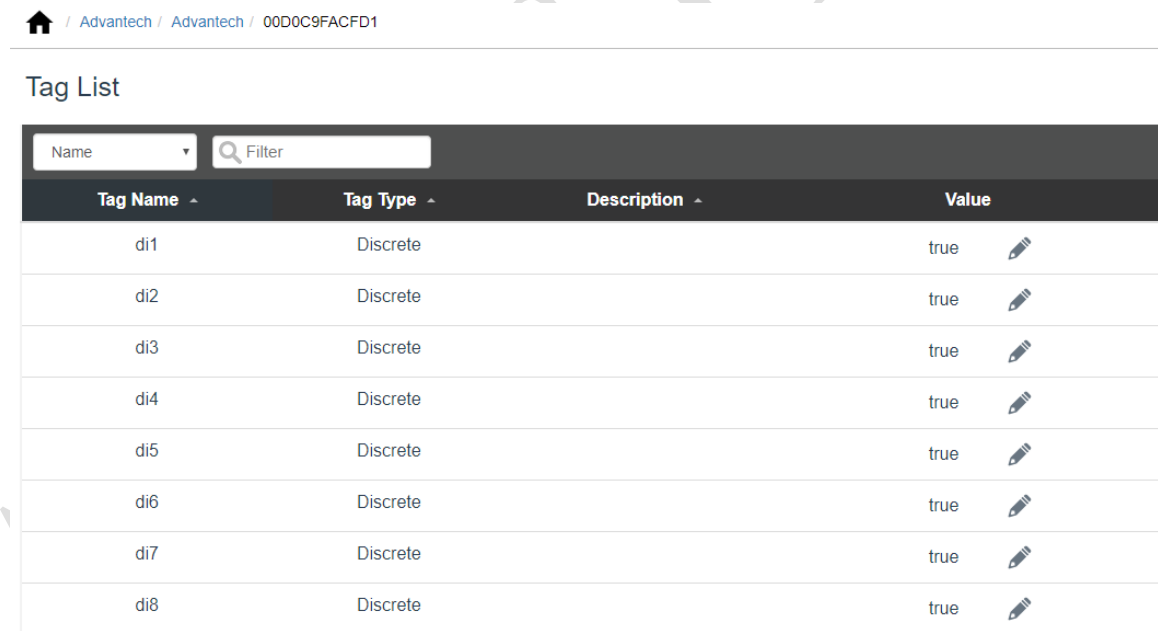 / Advantech / Advantech / 00D0C9FACFD1
Tag List
Name Filter
Tag Name Tag Type Description Value
di1 Discrete true
di2 Discrete true
di3 Discrete true
di4 Discrete true
di5 Discrete true
di6 Discrete true
di7 Discrete true
di8 Discrete true